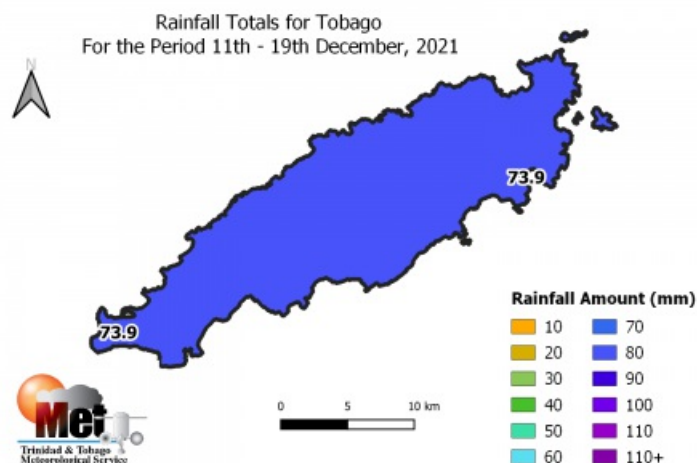 Rainfall Totals for Tobago
For the Period 11th - 19th December, 2021
N
73.9
73.9
Rainfall Amount (mm)
10
20
30
40
50
60
70
80
90
100
110
110+
0 5 10 km
Met
Trinidad & Tobago
Meteorological Service